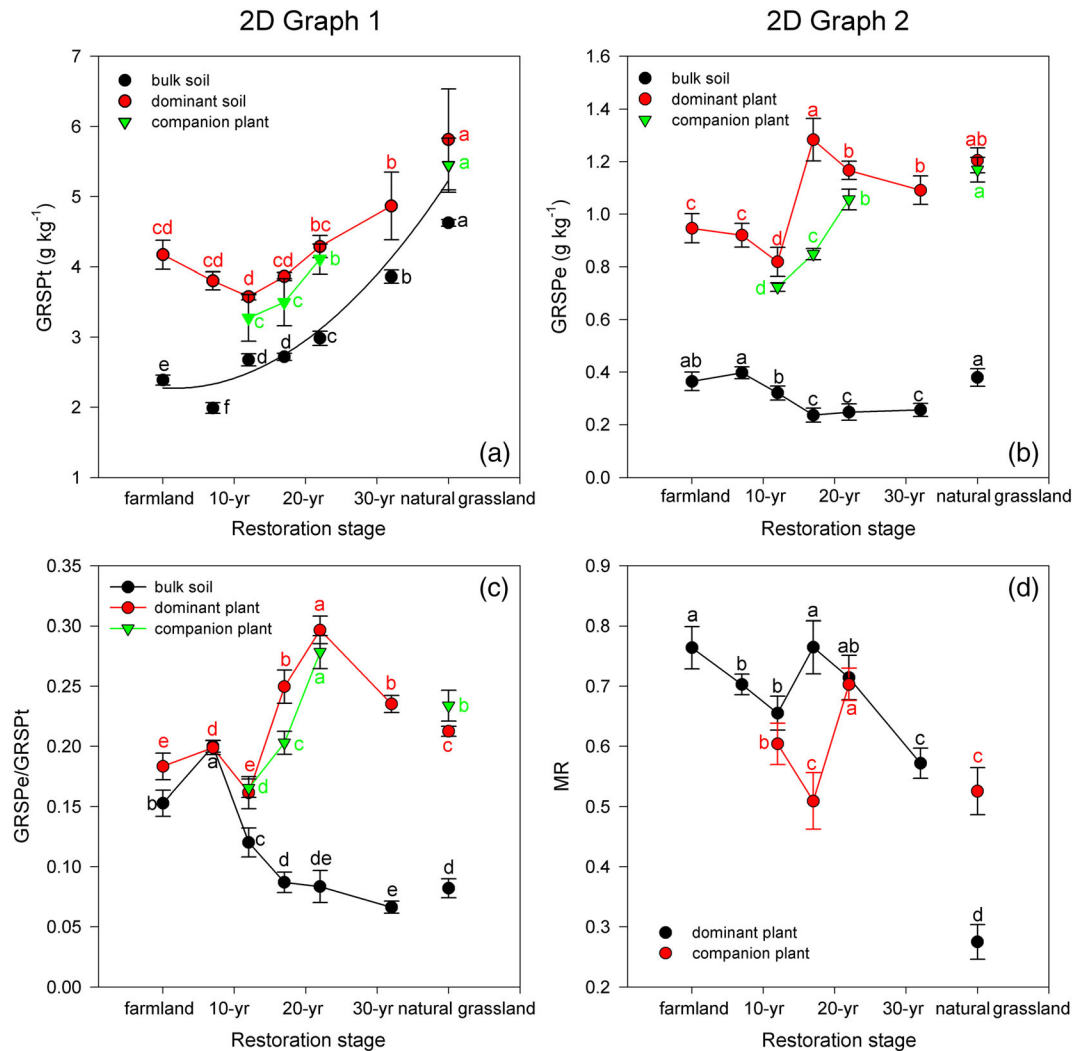 2D Graph 1
2D Graph 2
7
6
5
4
3
2
1
GRSPt (g kg-1)
bulk soil
dominant soil
companion plant
cd
cd
d
cd
bc
b
a
a
c
c
b
e
f
d
d
c
b
a
(a)
farmland
10-yr
20-yr
30-yr
natural grassland
Restoration stage
1.6
1.4
1.2
1.0
0.8
0.6
0.4
0.2
0.0
GRSPe (g kg-1)
bulk soil
dominant plant
companion plant
c
c
d
a
b
b
ab
d
c
b
a
ab
a
b
c
c
c
a
(b)
farmland
10-yr
20-yr
30-yr
natural grassland
Restoration stage
0.35
0.30
0.25
0.20
0.15
0.10
0.05
0.00
GRSPe/GRSPt
bulk soil
dominant plant
companion plant
(c)
e
d
e
b
a
b
c
d
c
a
b
b
a
c
d
de
e
d
farmland
10-yr
20-yr
30-yr
natural grassland
Restoration stage
0.9
0.8
0.7
0.6
0.5
0.4
0.3
0.2
MR
(d)
a
b
b
a
ab
c
d
b
c
a
c
dominant plant
companion plant
farmland
10-yr
20-yr
30-yr
natural grassland
Restoration stage